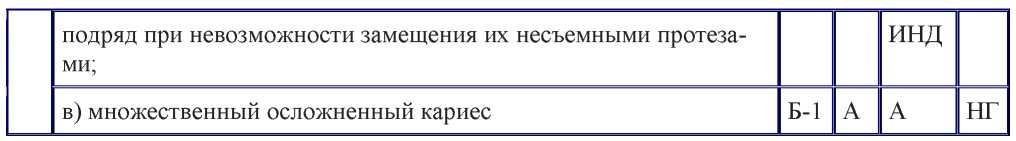 подряд при невозможности замещения их несъемными протеза- ИНД
ми;
в) множественный осложненный кариес Б-1 А А НГ